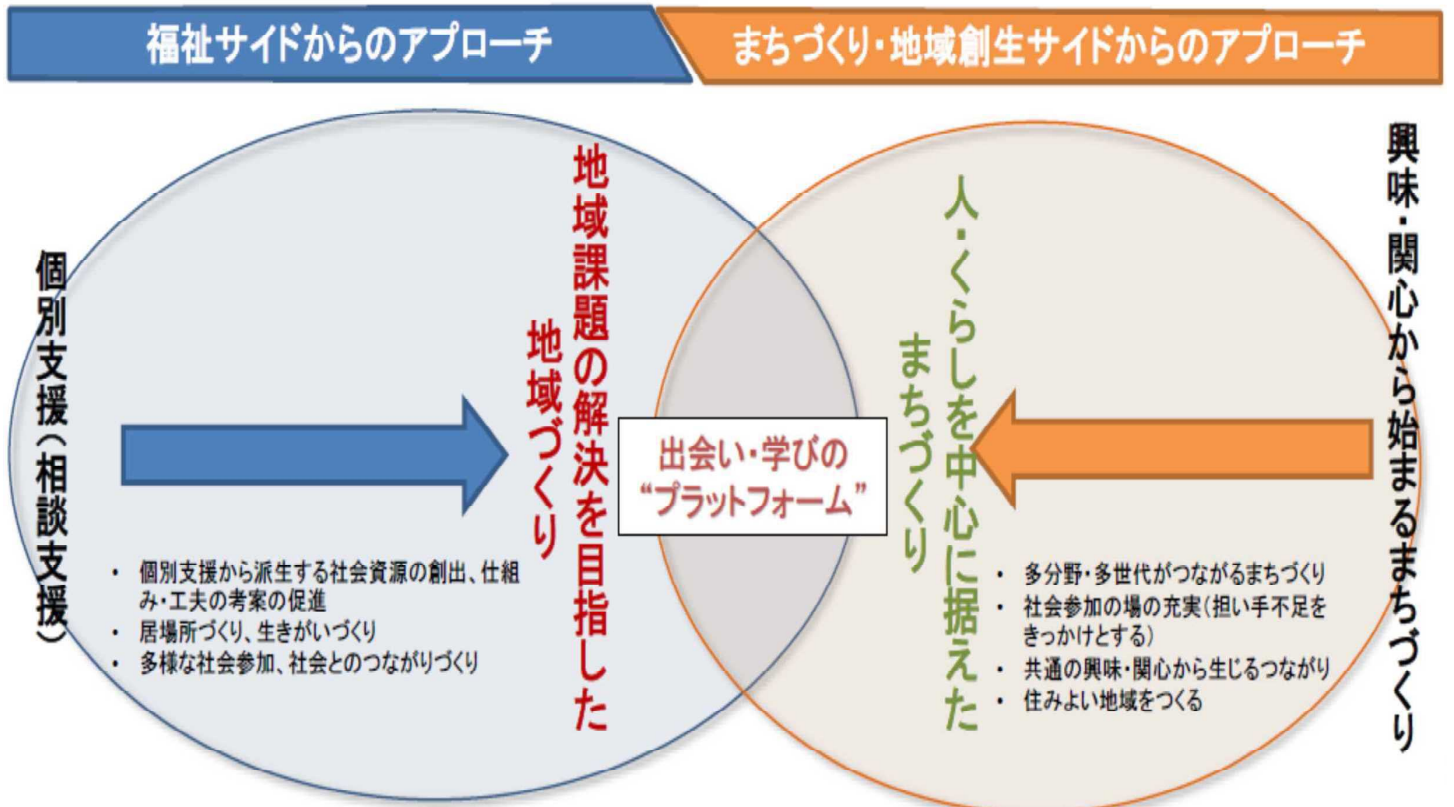 福祉サイドからのアプローチ
まちづくり・地域創生サイドからのアプローチ
個別支援(相談支援)
地域課題の解決を目指した
地域づくり
• 個別支援から派生する社会資源の創出、仕組
み・工夫の考案の促進
• 居場所づくり、生きがいづくり
• 多様な社会参加、社会とのつながりづくり
出会い・学びの
“プラットフォーム”
人・くらしを中心に据えた
まちづくり
• 多分野・多世代がつながるまちづくり
• 社会参加の場の充実(担い手不足を
きっかけとする)
• 共通の興味・関心から生じるつながり
• 住みよい地域をつくる
興味・関心から始まるまちづくり